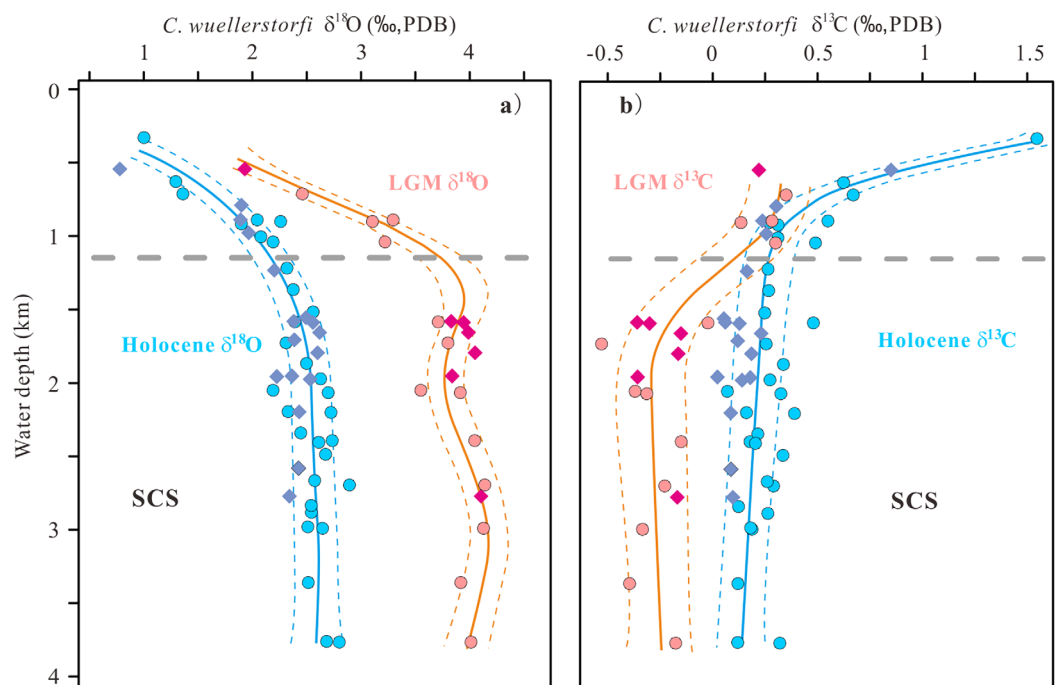 C. wuellerstorfi δ¹⁸O (‰,PDB)
C. wuellerstorfi δ¹³C (‰,PDB)
1 2 3 4
-0.5 0 0.5 1 1.5
a)
b)
0
1
2
3
4
Water depth (km)
LGM δ¹⁸O
LGM δ¹³C
Holocene δ¹⁸O
Holocene δ¹³C
SCS
SCS